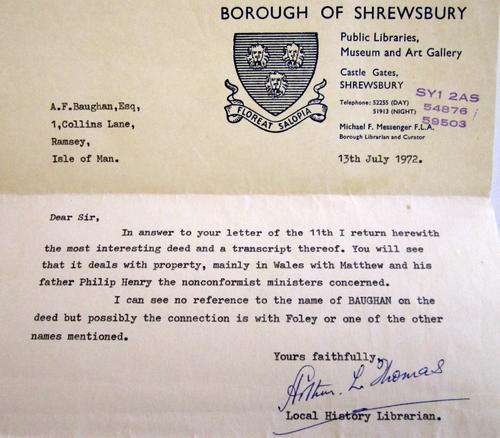 BOROUGH OF SHREWSBURY
Public Libraries,
Museum and Art Gallery
Castle Gates,
SHREWSBURY
SY1 2AS
Telephone: 52255 (DAY)
51913 (NIGHT)
54876 /
59503
Michael F. Messenger F.L.A.
Borough Librarian and Curator
FLOREAT SALOPIA
A.F.Baughan,Esq,
1,Collins Lane,
Ramsey,
Isle of Man.
13th July 1972.
Dear Sir,
In answer to your letter of the 11th I return herewith
the most interesting deed and a transcript thereof. You will see
that it deals with property, mainly in Wales with Matthew and his
father Philip Henry the nonconformist ministers concerned.
I can see no reference to the name of BAUGHAN on the
deed but possibly the connection is with Foley or one of the other
names mentioned.
Yours faithfully,
Arthur. L Thomas
Local History Librarian.